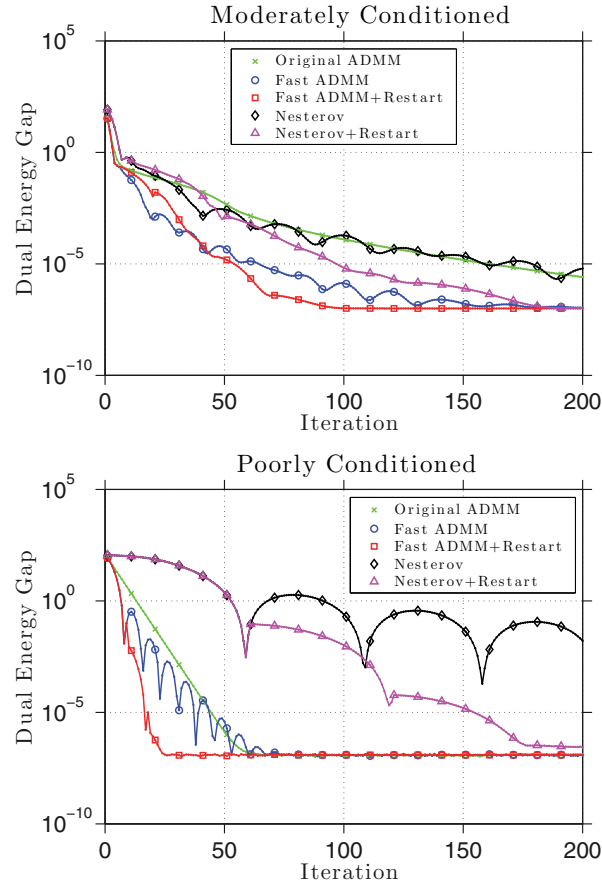 Moderately Conditioned
10^5
Original ADMM
Fast ADMM
Fast ADMM+Restart
Nesterov
Nesterov+Restart
10^0
Dual Energy Gap
10^-5
10^-10
0 50 100 150 200
Iteration
Poorly Conditioned
10^5
Original ADMM
Fast ADMM
Fast ADMM+Restart
Nesterov
Nesterov+Restart
10^0
Dual Energy Gap
10^-5
10^-10
0 50 100 150 200
Iteration